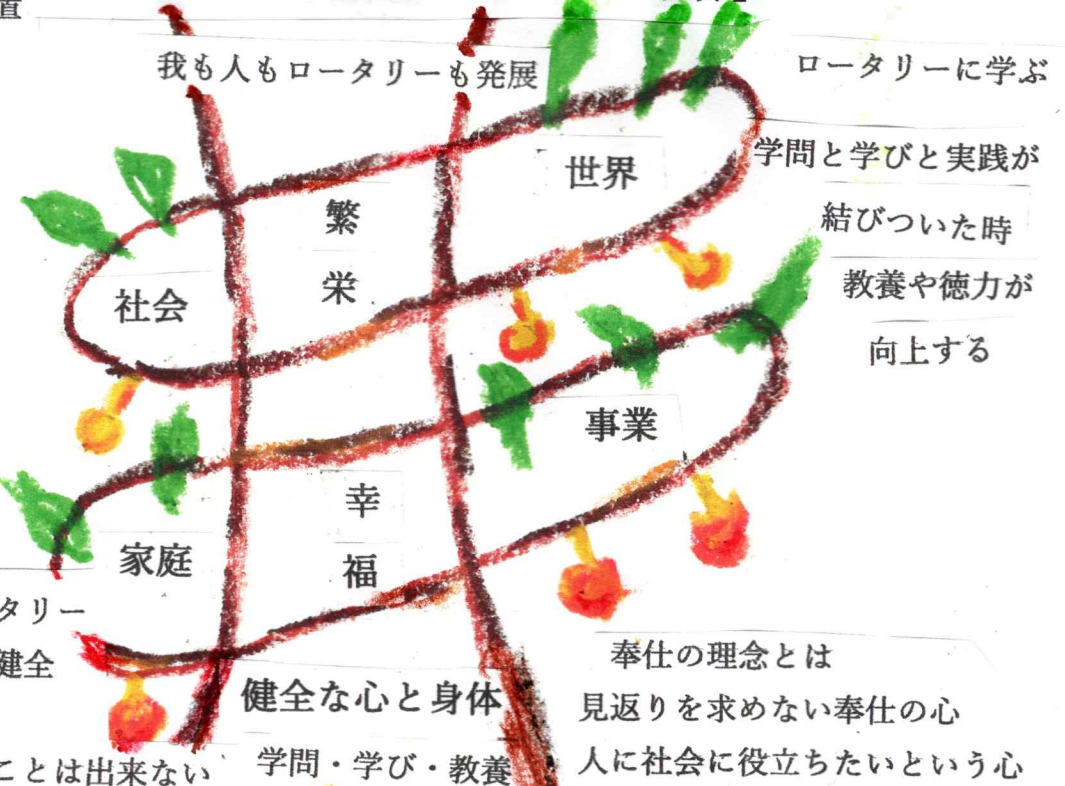 置
我も人もロータリーも発展
ロータリーに学ぶ
学問と学びと実践が
結びついた時
教養や徳力が
向上する
世界
繁
栄
社会
事業
幸
福
家庭
タリー
健全
健全な心と身体
学問・学び・教養
ことは出来ない
奉仕の理念とは
見返りを求めない奉仕の心
人に社会に役立ちたいという心